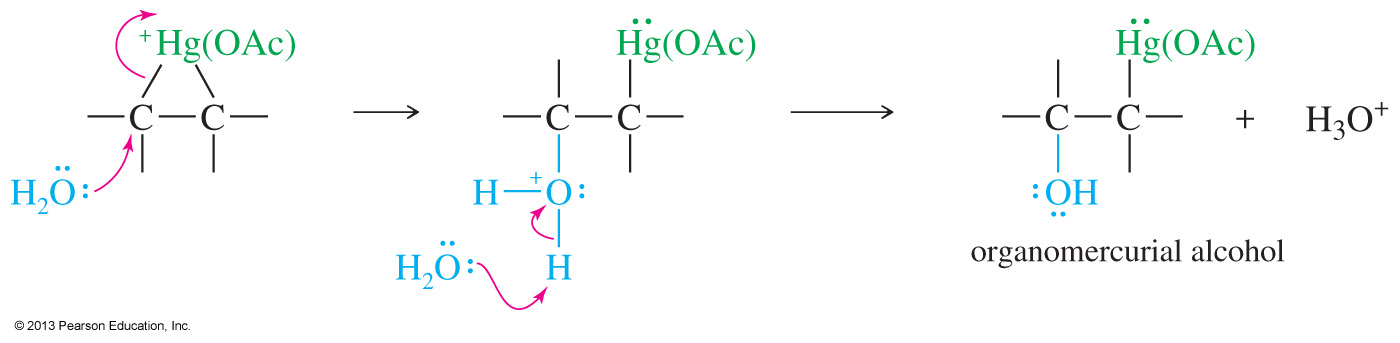 ⁺Hg(OAc) Hg(OAc) Hg(OAc)
C C C C C C + H₃O⁺
H₂O: H ⁺O: :OH
H₂O: H organomercurial alcohol
© 2013 Pearson Education, Inc.